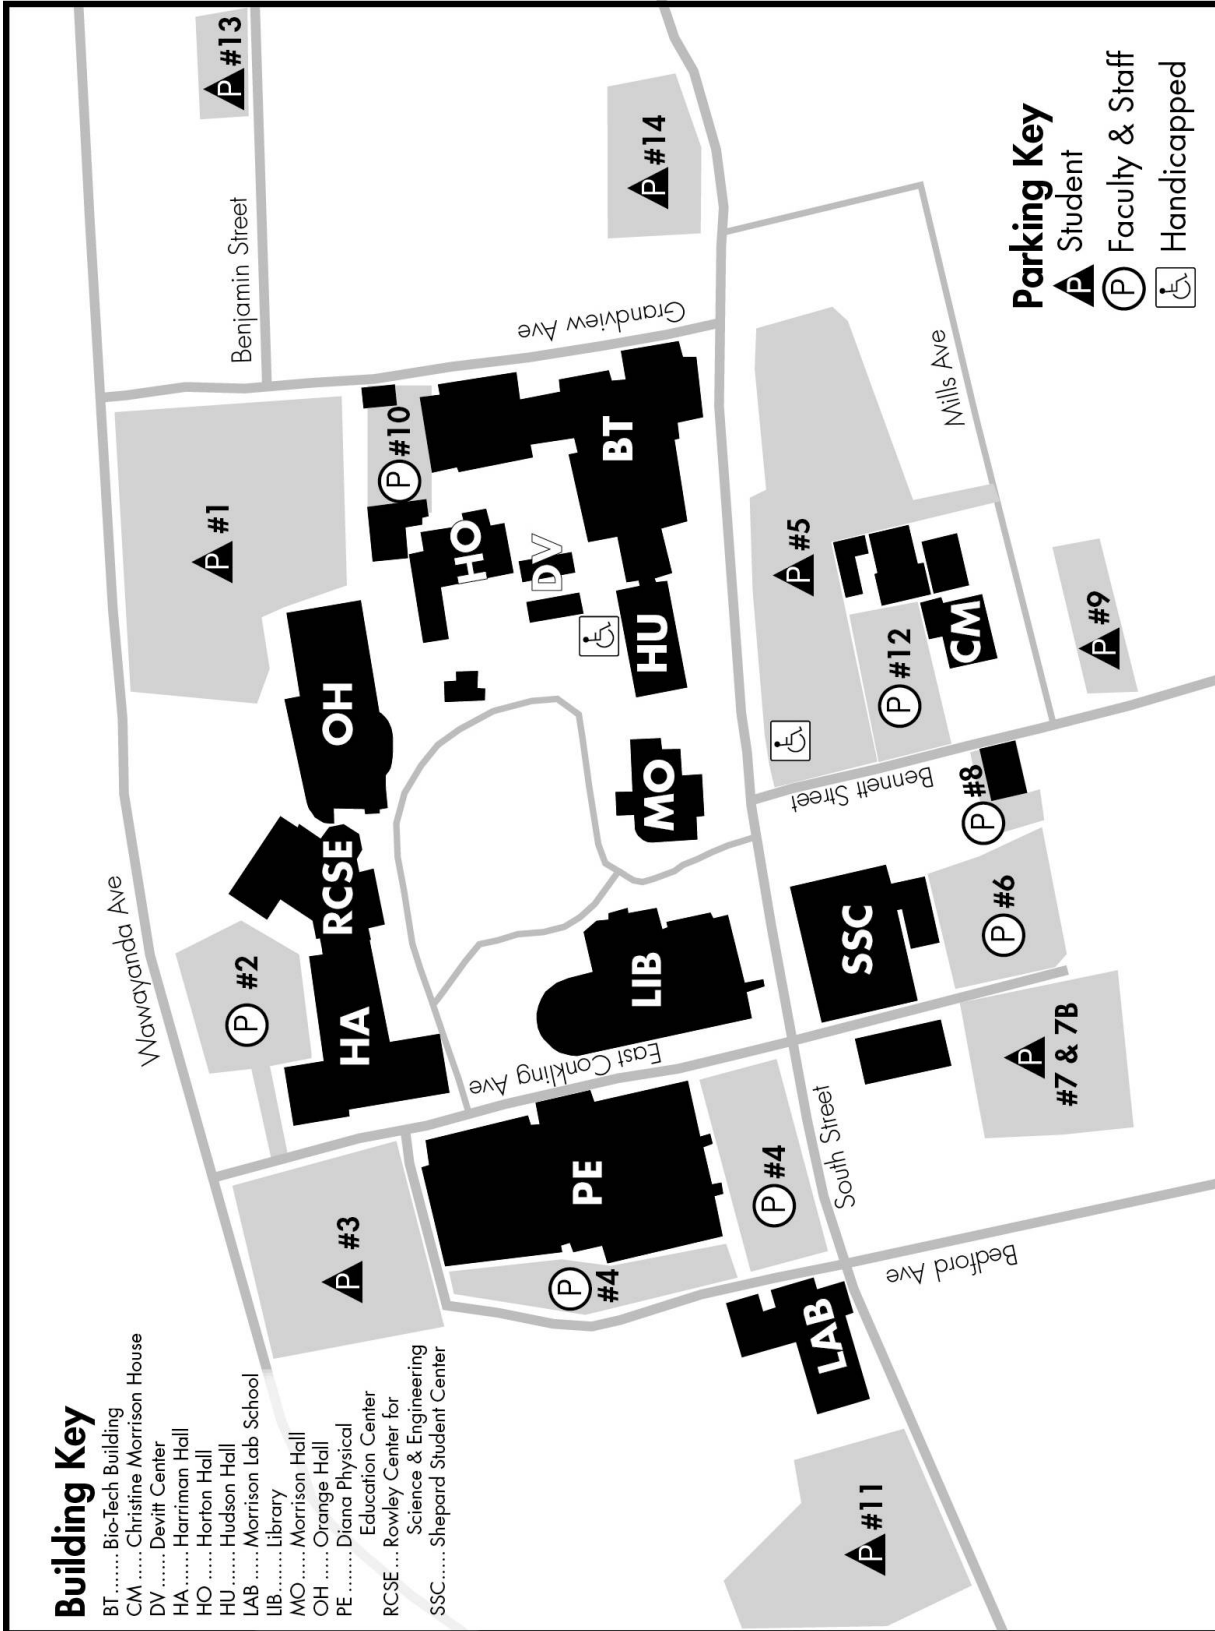 Building Key
BT ...... Bio-Tech Building
CM ..... Christine Morrison House
DV ...... Devitt Center
HA ...... Harriman Hall
HO ..... Horton Hall
HU ...... Hudson Hall
LAB ..... Morrison Lab School
LIB....... Library
MO .... Morrison Hall
OH ..... Orange Hall
PE ....... Diana Physical
Education Center
RCSE ... Rowley Center for
Science & Engineering
SSC..... Shepard Student Center
Wawayanda Ave
Benjamin Street
P #13
P #1
P #2
P #3
Grandview Ave
P #10
P #14
OH
RCSE
HA
HO
DV
BT
HU
MO
LIB
East Conkling Ave
PE
P #4
P
#4
South Street
Bedford Ave
LAB
P #11
SSC
P #6
P
#7 & 7B
P #8
Bennett Street
P #5
P #12
CM
P #9
Mills Ave
Parking Key
P Student
P Faculty & Staff
Handicapped